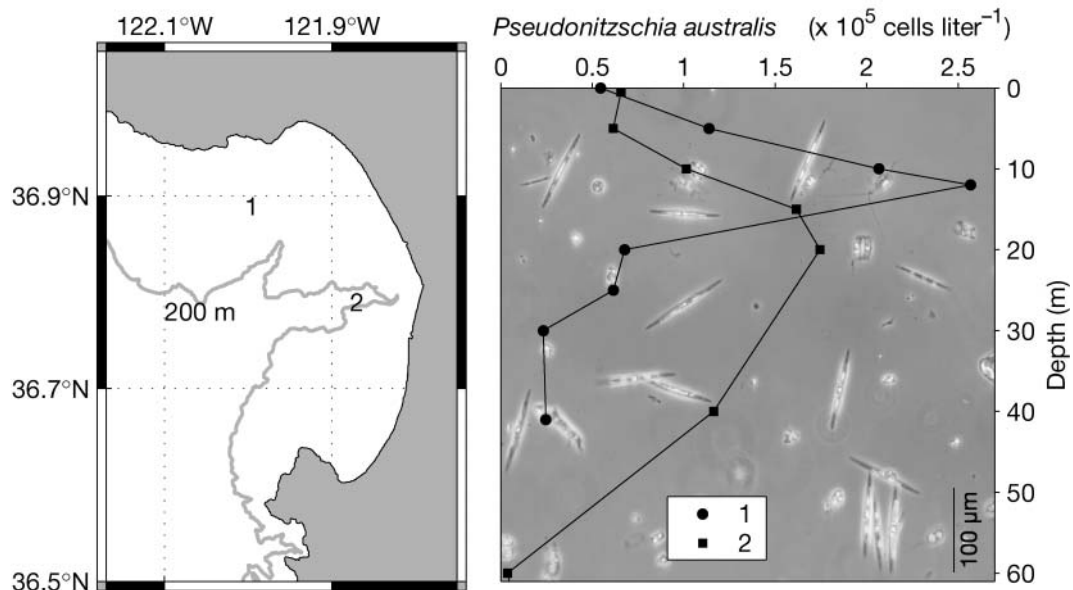 122.1°W 121.9°W
36.9°N
36.7°N
36.5°N
1
2
200 m
Pseudonitzschia australis (x 10⁵ cells liter⁻¹)
0 0.5 1 1.5 2 2.5
0
10
20
30
40
50
60
Depth (m)
1
2
100 µm